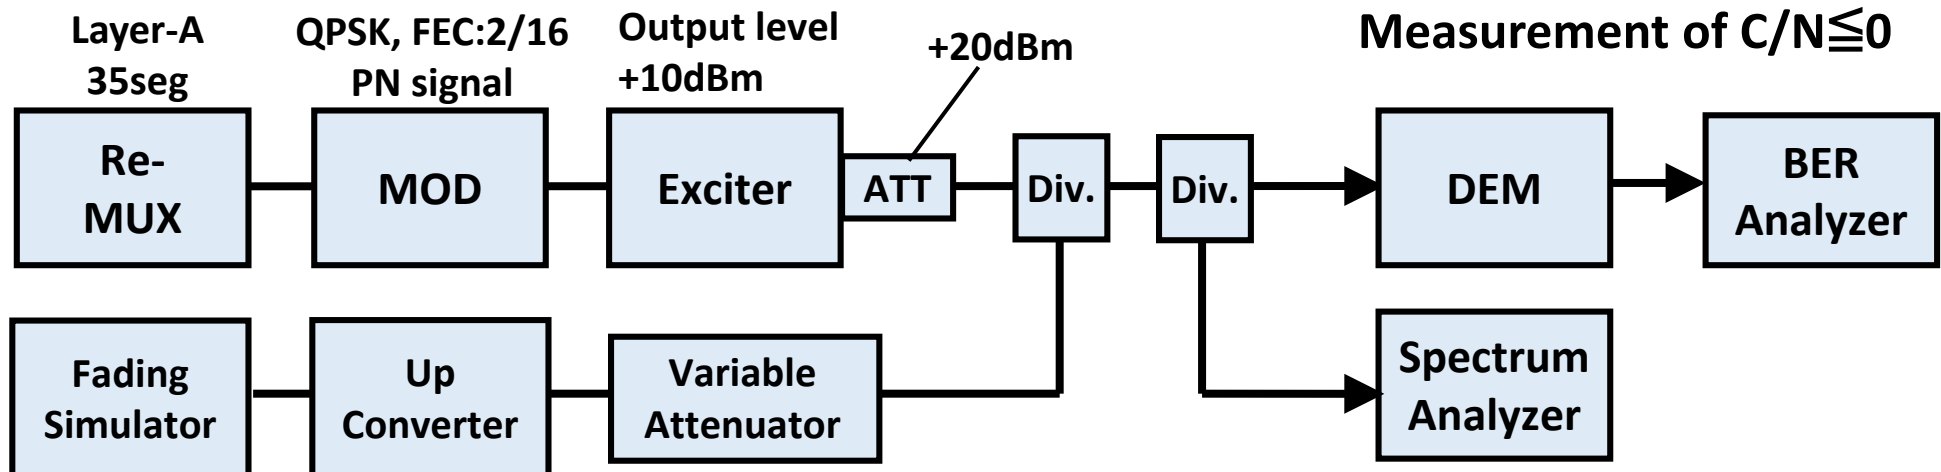 Layer-A
35seg
QPSK, FEC:2/16
PN signal
Output level
+10dBm
+20dBm
Measurement of C/N≦0
Re-
MUX
MOD
Exciter
ATT
Div.
Div.
DEM
BER
Analyzer
Fading
Simulator
Up
Converter
Variable
Attenuator
Spectrum
Analyzer